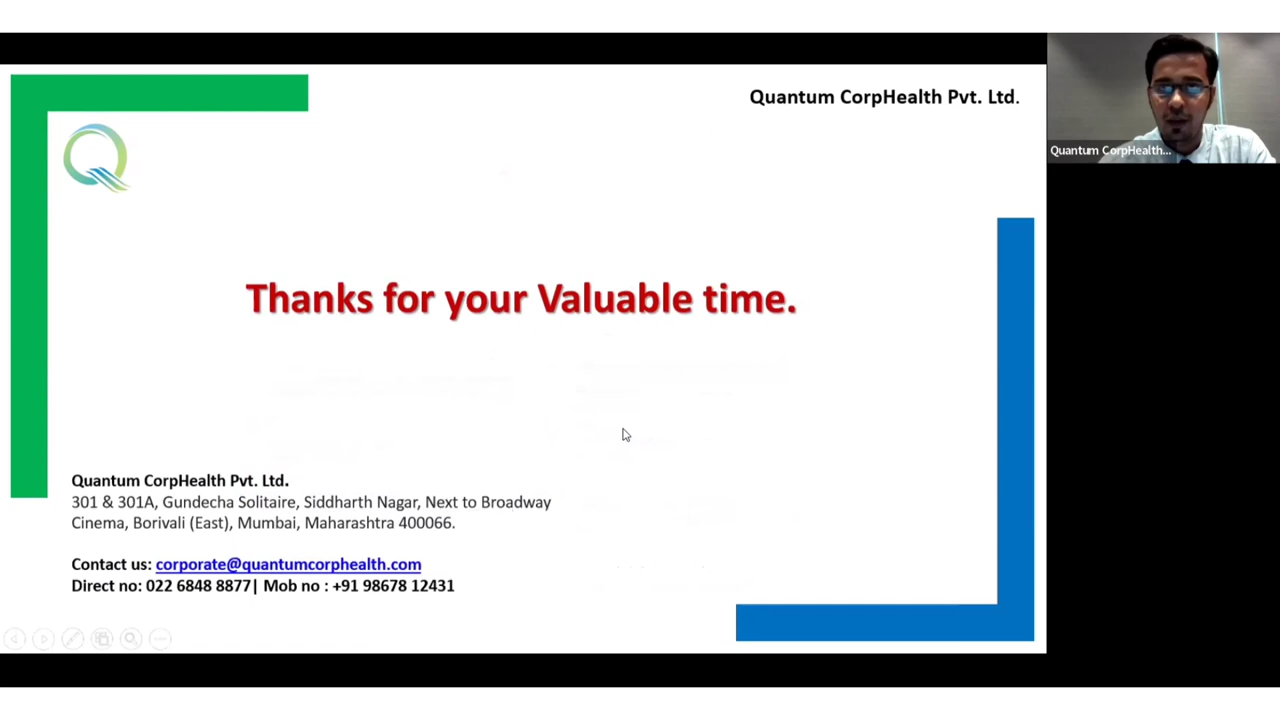 Quantum CorpHealth Pvt. Ltd.
Quantum CorpHealth...
Thanks for your Valuable time.
Quantum CorpHealth Pvt. Ltd.
301 & 301A, Gundecha Solitaire, Siddharth Nagar, Next to Broadway
Cinema, Borivali (East), Mumbai, Maharashtra 400066.
Contact us: corporate@quantumcorphealth.com
Direct no: 022 6848 8877| Mob no : +91 98678 12431